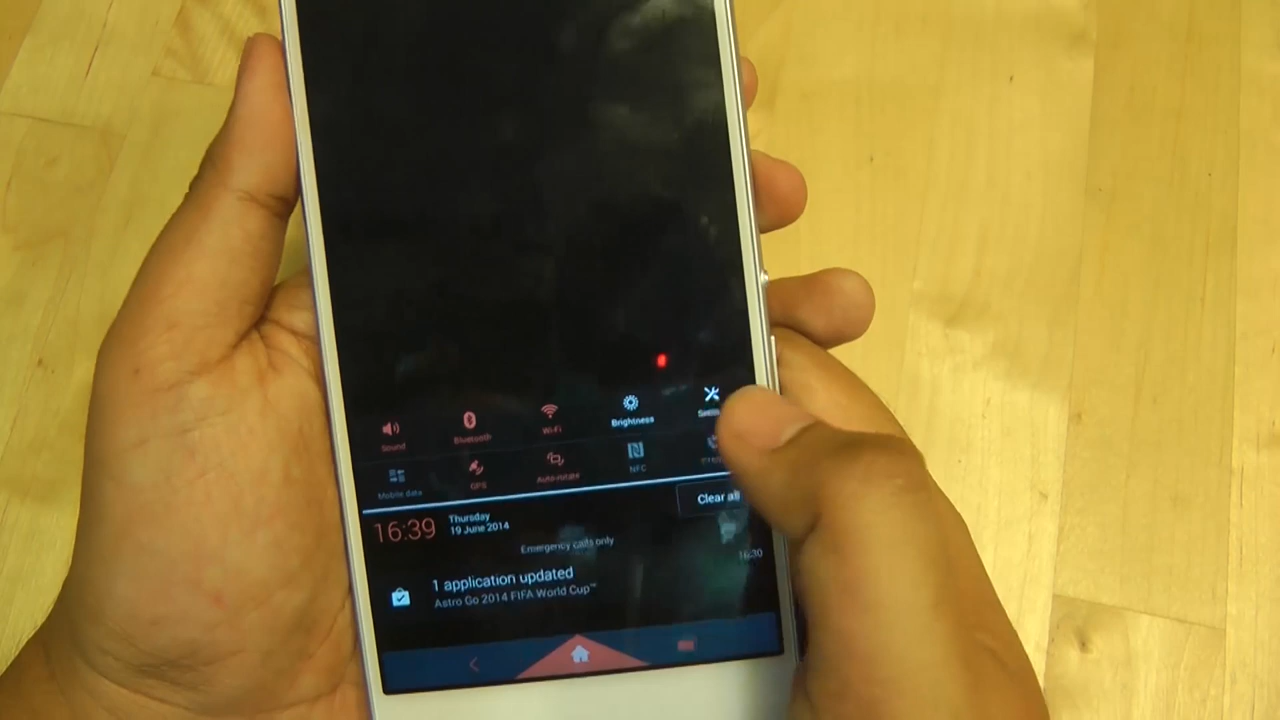 Sound Bluetooth Wi-Fi Brightness
Mobile data GPS Auto-rotate NFC
Clear all
16:39 Thursday
19 June 2014
Emergency calls only
16:30
1 application updated
Astro Go 2014 FIFA World Cup™